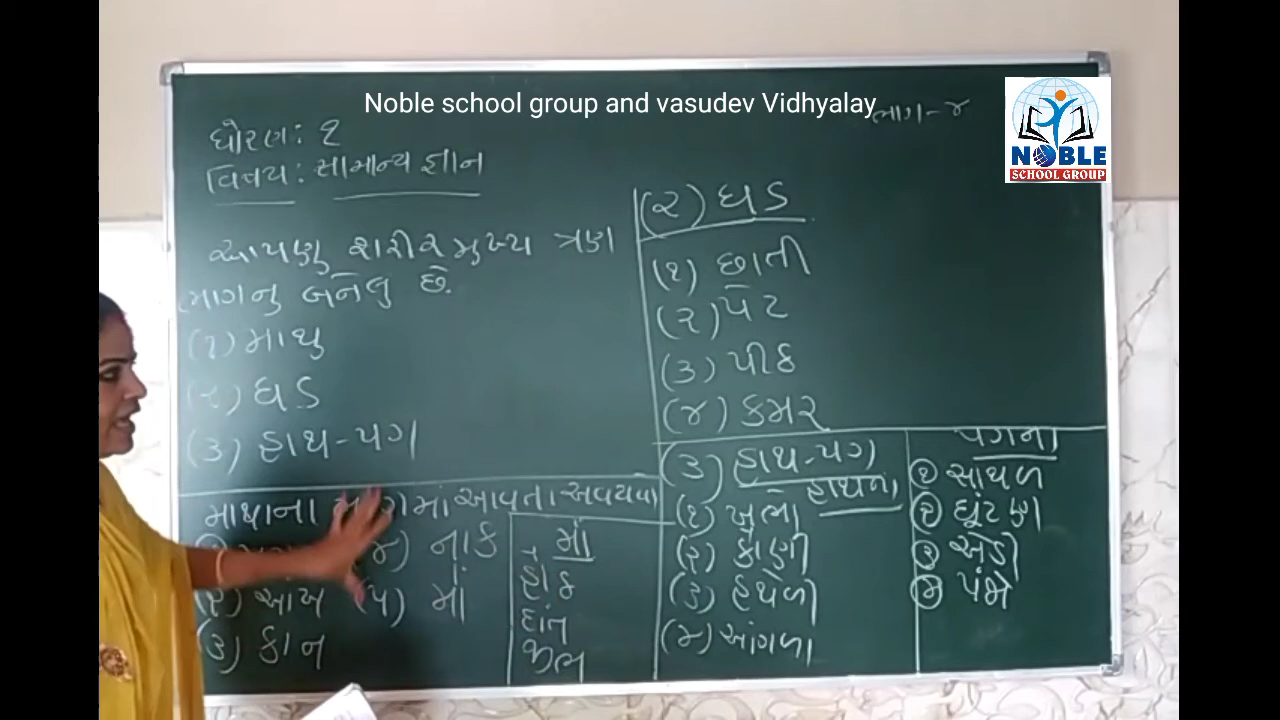 Noble school group and vasudev Vidhyalay
ભાગ-૪
NOBLE
SCHOOL GROUP
ધોરણ: ૧
વિષય: સામાન્ય જ્ઞાન
આપણુ શરીર મુખ્ય ત્રણ
ભાગનુ બનેલુ છે.
(૧) માથુ
(૨) ધડ
(૩) હાથ-પગ
માથાના ભાગમાં આવતા અવયવો
(૪) નાક
(૨) આંખ (૫) માં
(૩) કાન
માં
હોઠ
દાંત
જીભ
(૨) ધડ
(૧) છાતી
(૨) પેટ
(૩) પીઠ
(૪) કમર
(૩) હાથ-પગ
હાથના
(૧) ખુભો
(૨) કોણી
(૩) હથેળી
(૪) આંગળા
પગના
૧ સાથળ
૨ ઘૂંટણ
૩ એડી
૪ પંજો